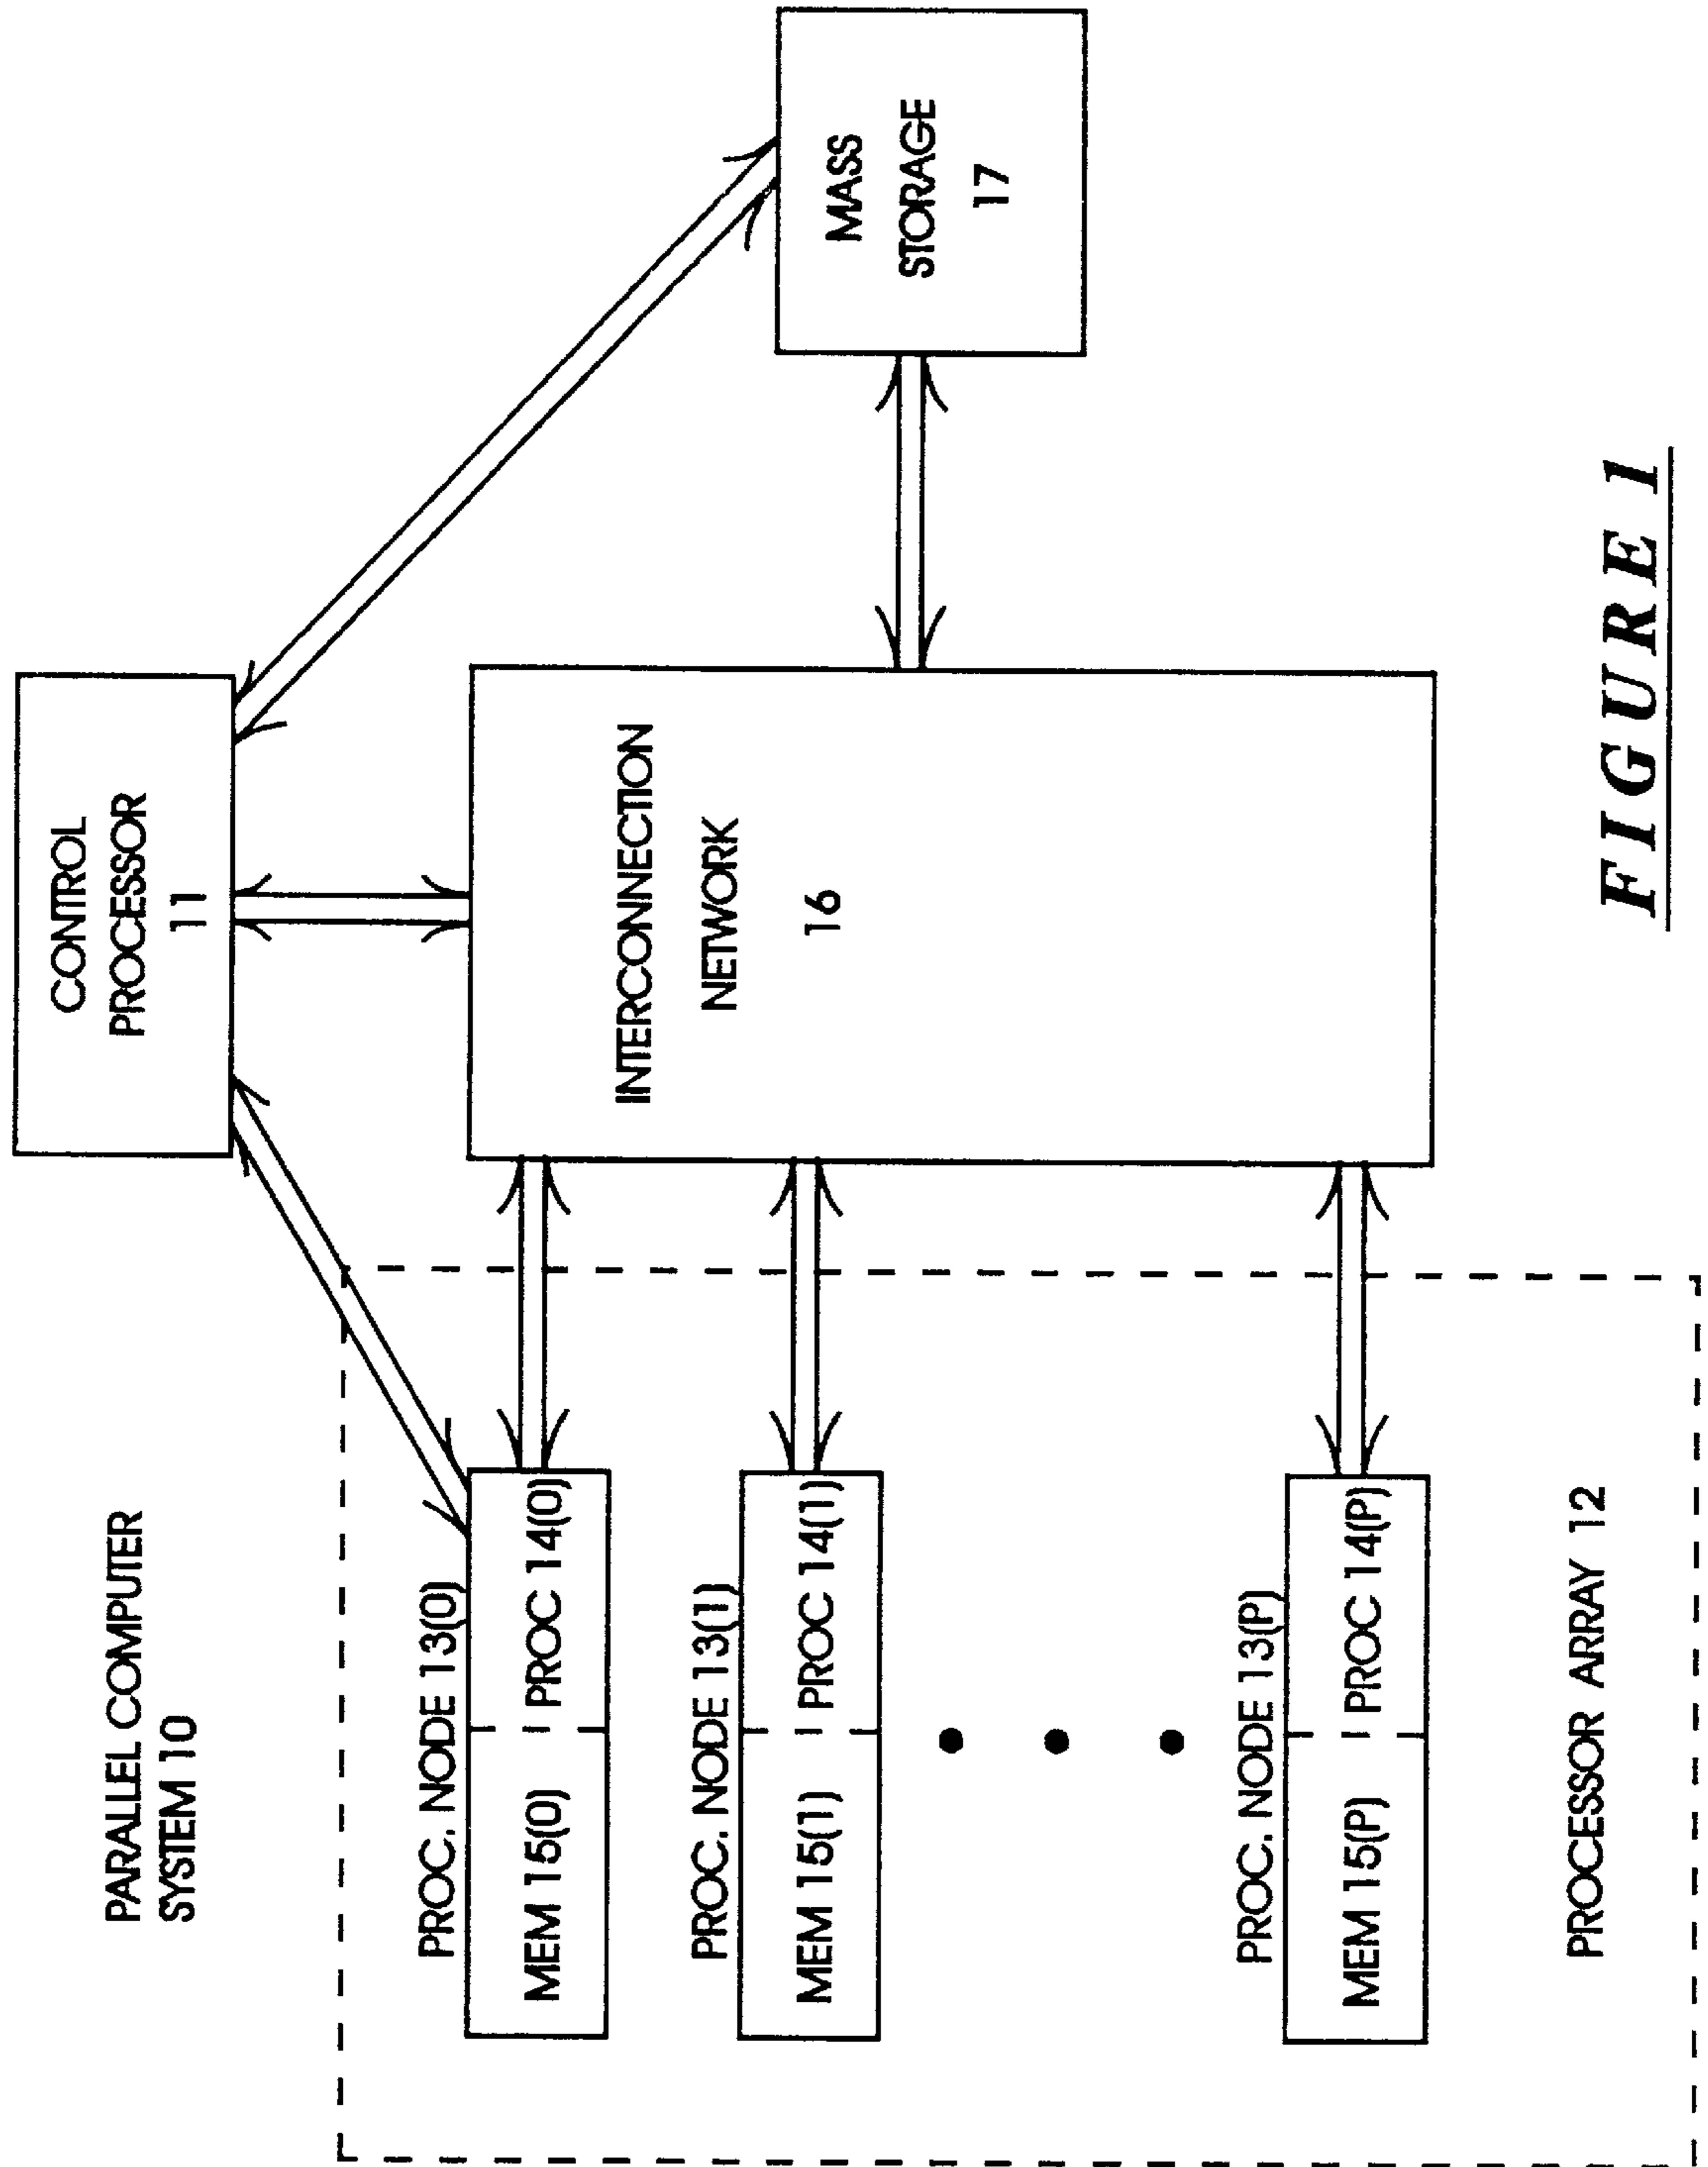 PARALLEL COMPUTER
SYSTEM 10
CONTROL
PROCESSOR
11
PROC. NODE 13(0)
MEM 15(0) PROC 14(0)
PROC. NODE 13(1)
MEM 15(1) PROC 14(1)
PROC. NODE 13(P)
MEM 15(P) PROC 14(P)
PROCESSOR ARRAY 12
INTERCONNECTION
NETWORK
16
MASS
STORAGE
17
FIGURE 1